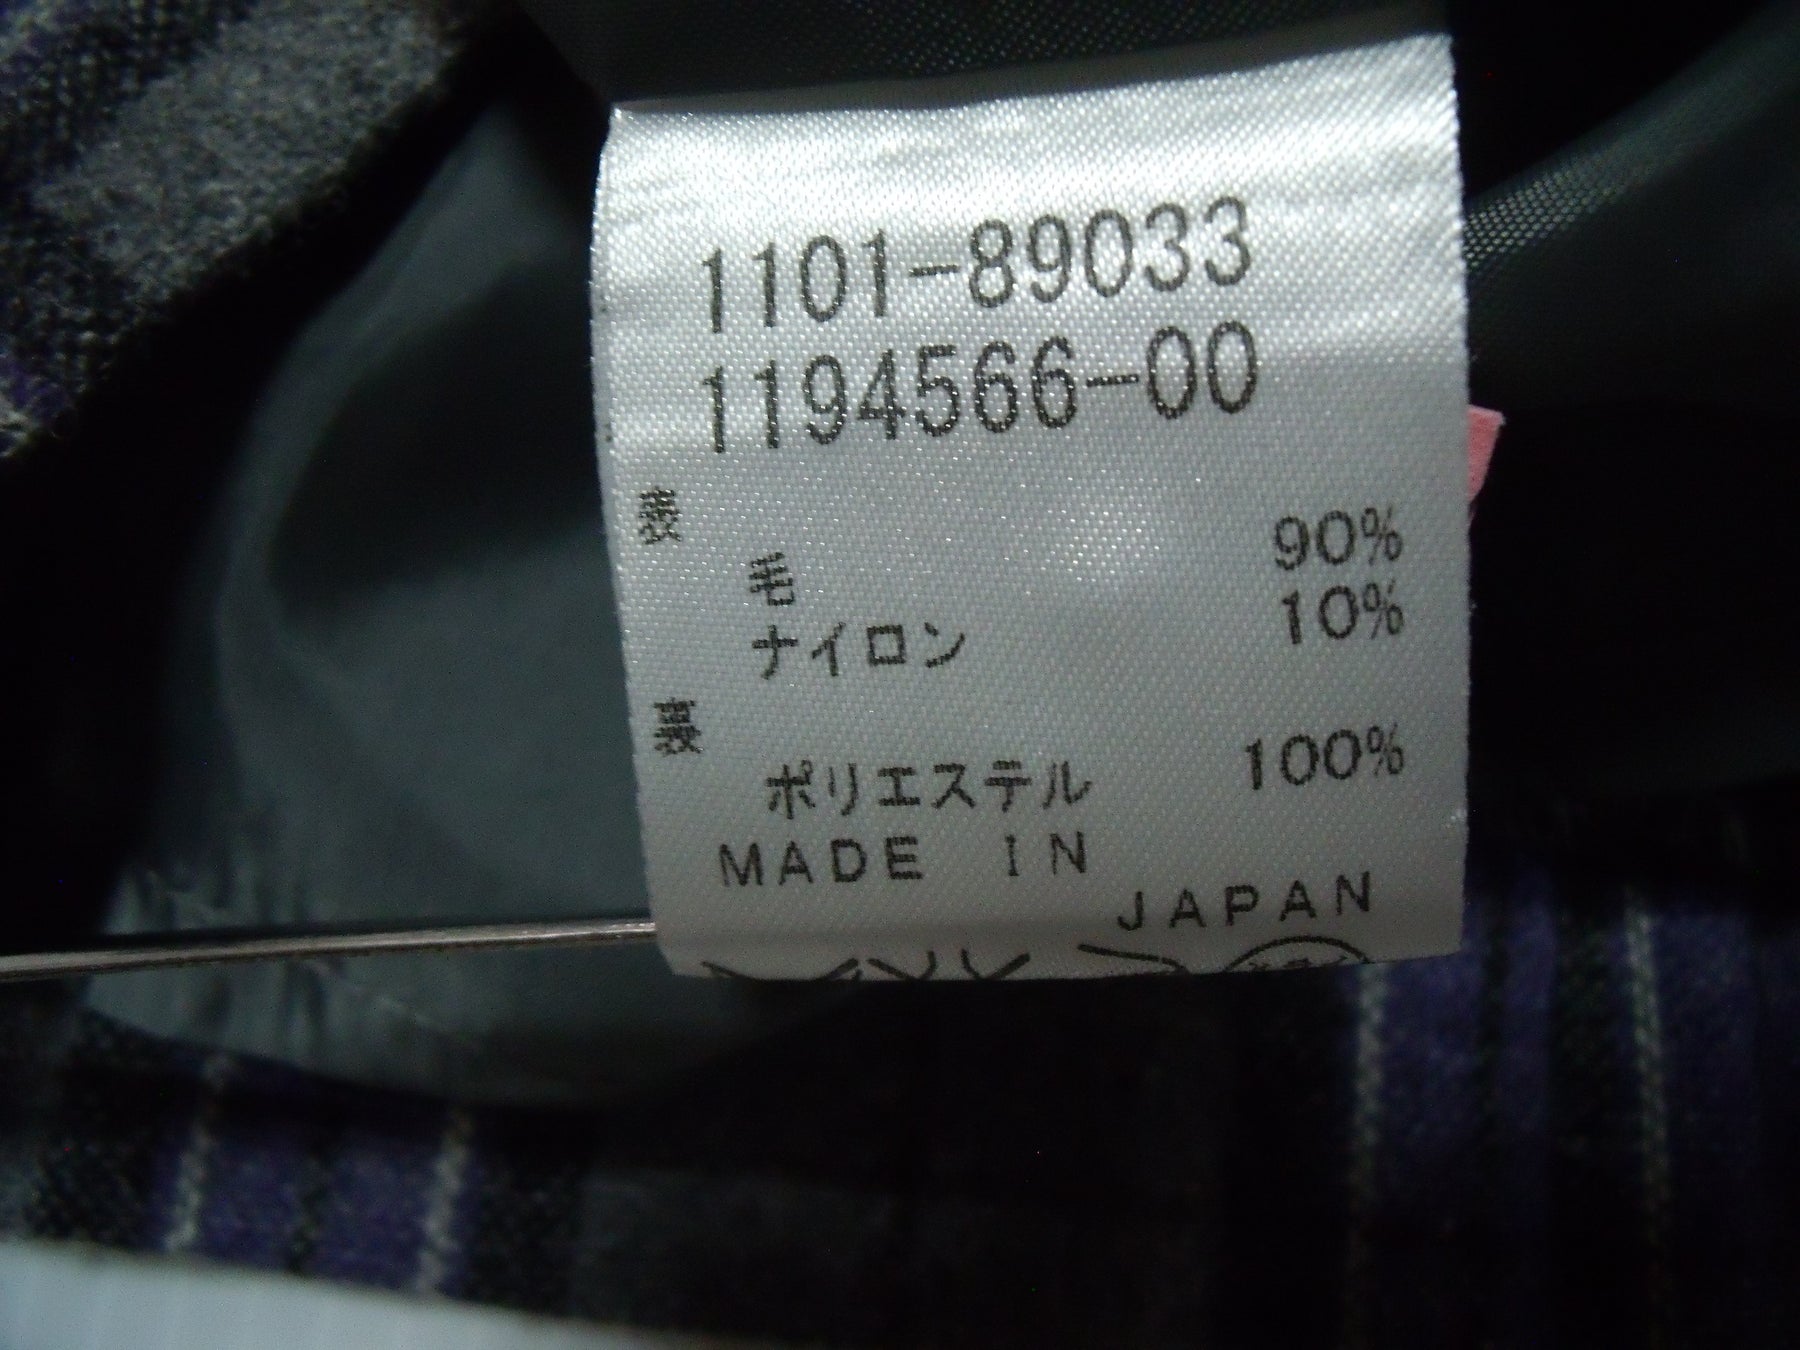 1101-89033
1194566-00
表
毛 90%
ナイロン 10%
裏
ポリエステル 100%
MADE IN
JAPAN